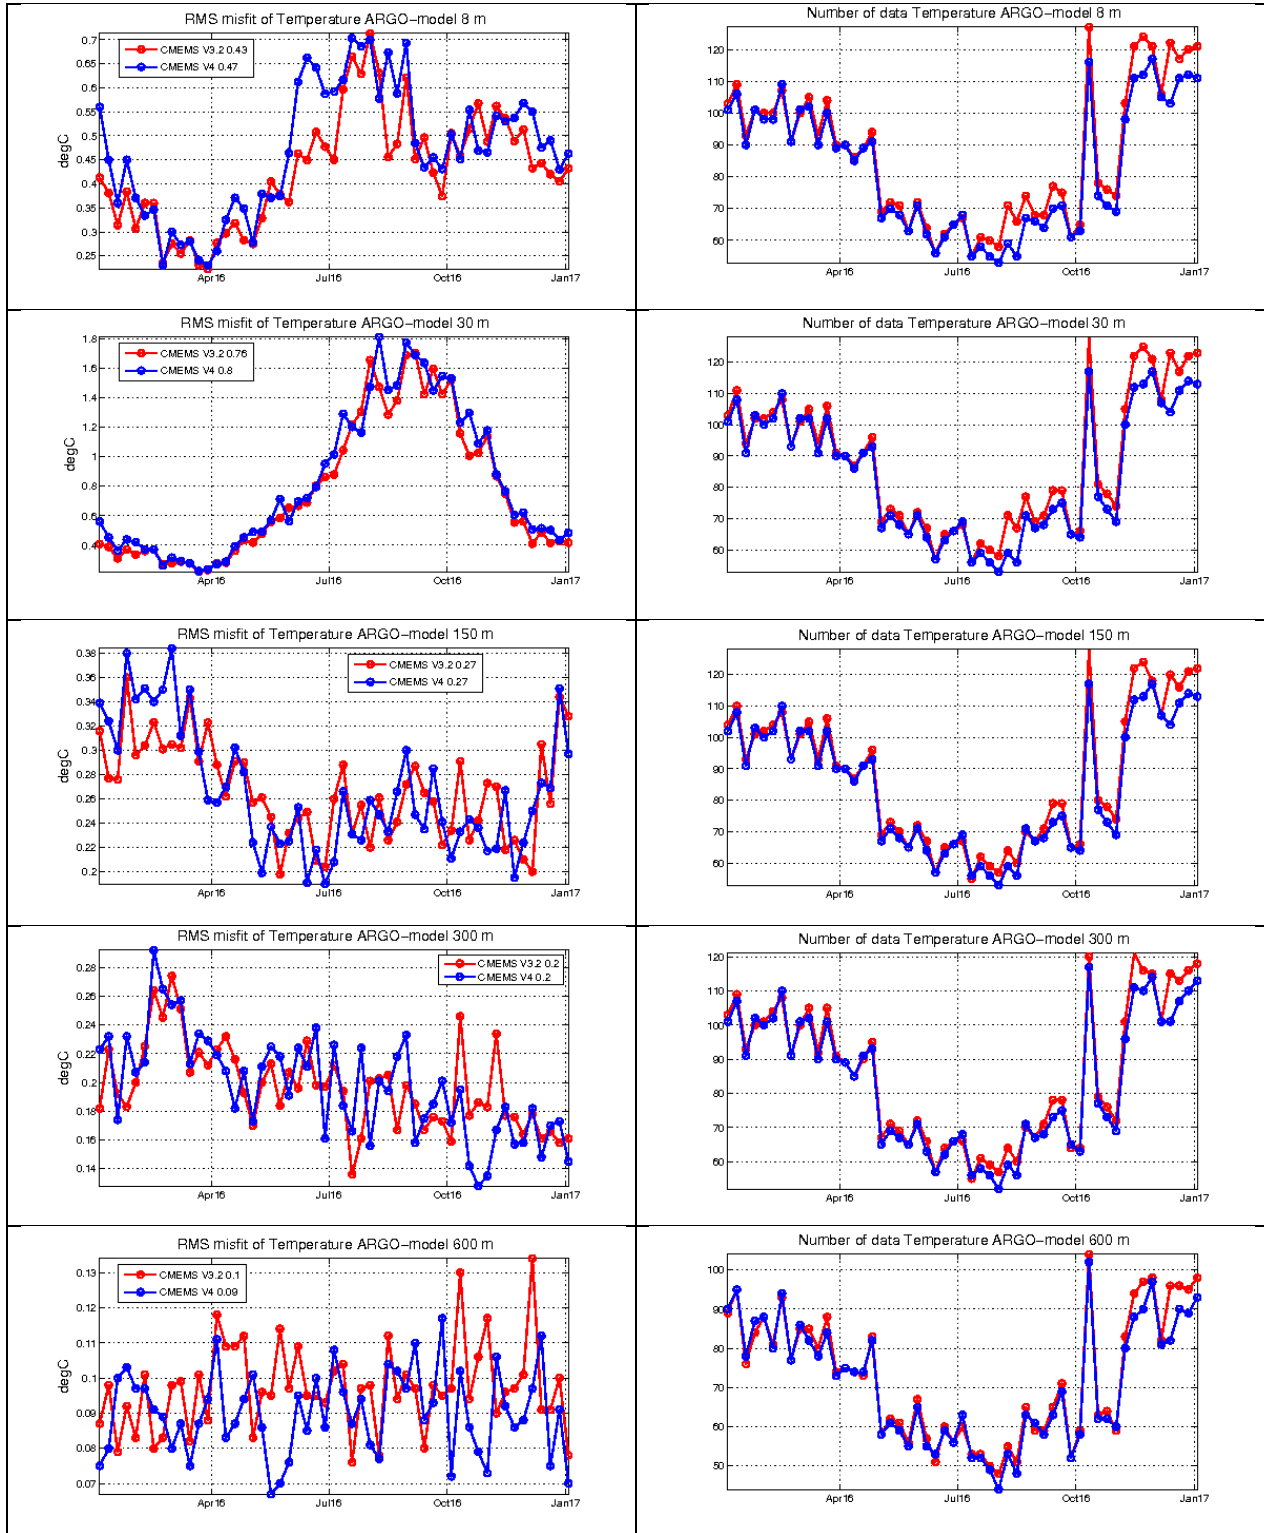 RMS misfit of Temperature ARGO-model 8 m
0.7
0.65
0.6
0.55
0.5
0.45
0.4
0.35
0.3
0.25
degC
CMEMS V3.2 0.43
CMEMS V4 0.47
Apr16 Jul16 Oct16 Jan17
Number of data Temperature ARGO-model 8 m
120
110
100
90
80
70
60
Apr16 Jul16 Oct16 Jan17
RMS misfit of Temperature ARGO-model 30 m
1.8
1.6
1.4
1.2
1
0.8
0.6
0.4
degC
CMEMS V3.2 0.76
CMEMS V4 0.8
Apr16 Jul16 Oct16 Jan17
Number of data Temperature ARGO-model 30 m
120
110
100
90
80
70
60
Apr16 Jul16 Oct16 Jan17
RMS misfit of Temperature ARGO-model 150 m
0.38
0.36
0.34
0.32
0.3
0.28
0.26
0.24
0.22
0.2
degC
CMEMS V3.2 0.27
CMEMS V4 0.27
Apr16 Jul16 Oct16 Jan17
Number of data Temperature ARGO-model 150 m
120
110
100
90
80
70
60
Apr16 Jul16 Oct16 Jan17
RMS misfit of Temperature ARGO-model 300 m
0.28
0.26
0.24
0.22
0.2
0.18
0.16
0.14
degC
CMEMS V3.2 0.2
CMEMS V4 0.2
Apr16 Jul16 Oct16 Jan17
Number of data Temperature ARGO-model 300 m
120
110
100
90
80
70
60
Apr16 Jul16 Oct16 Jan17
RMS misfit of Temperature ARGO-model 600 m
0.13
0.12
0.11
0.1
0.09
0.08
0.07
degC
CMEMS V3.2 0.1
CMEMS V4 0.09
Apr16 Jul16 Oct16 Jan17
Number of data Temperature ARGO-model 600 m
100
90
80
70
60
50
Apr16 Jul16 Oct16 Jan17